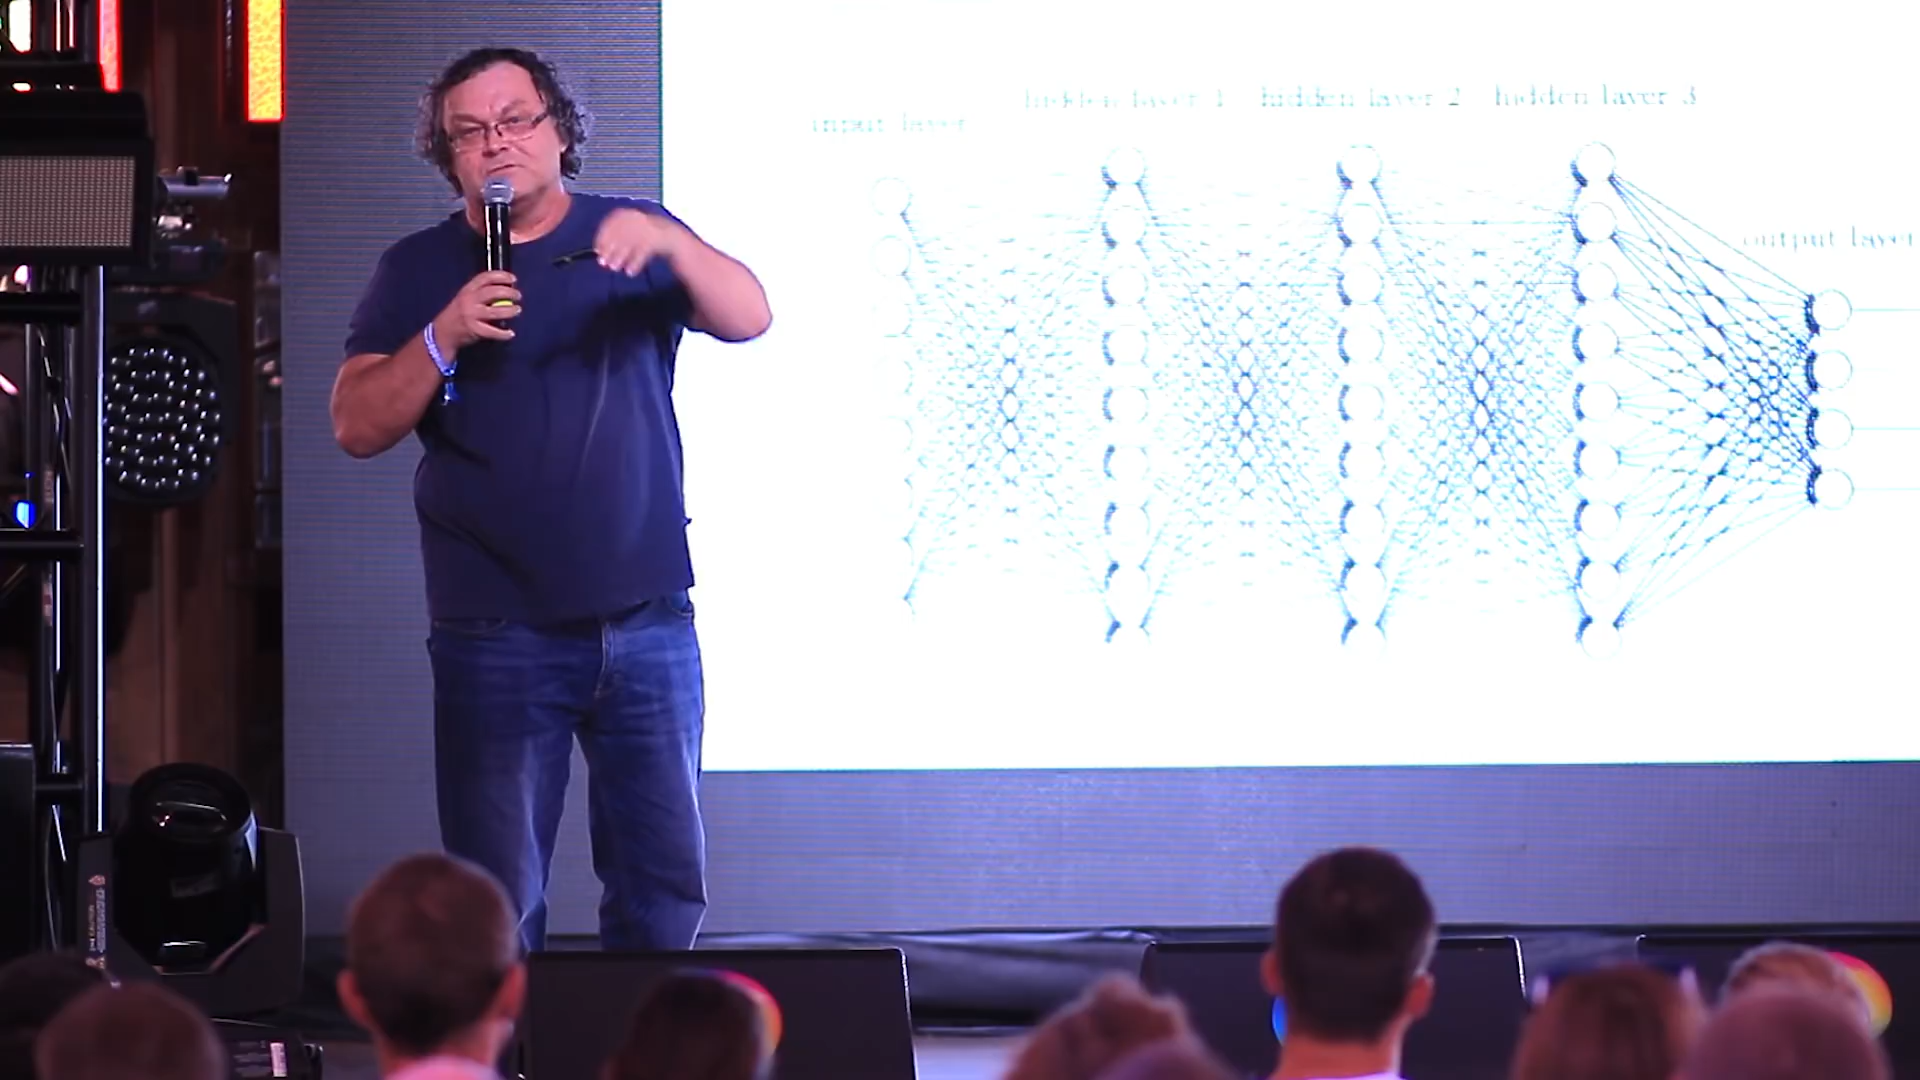 hidden layer 1 hidden layer 2 hidden layer 3
input layer
output layer